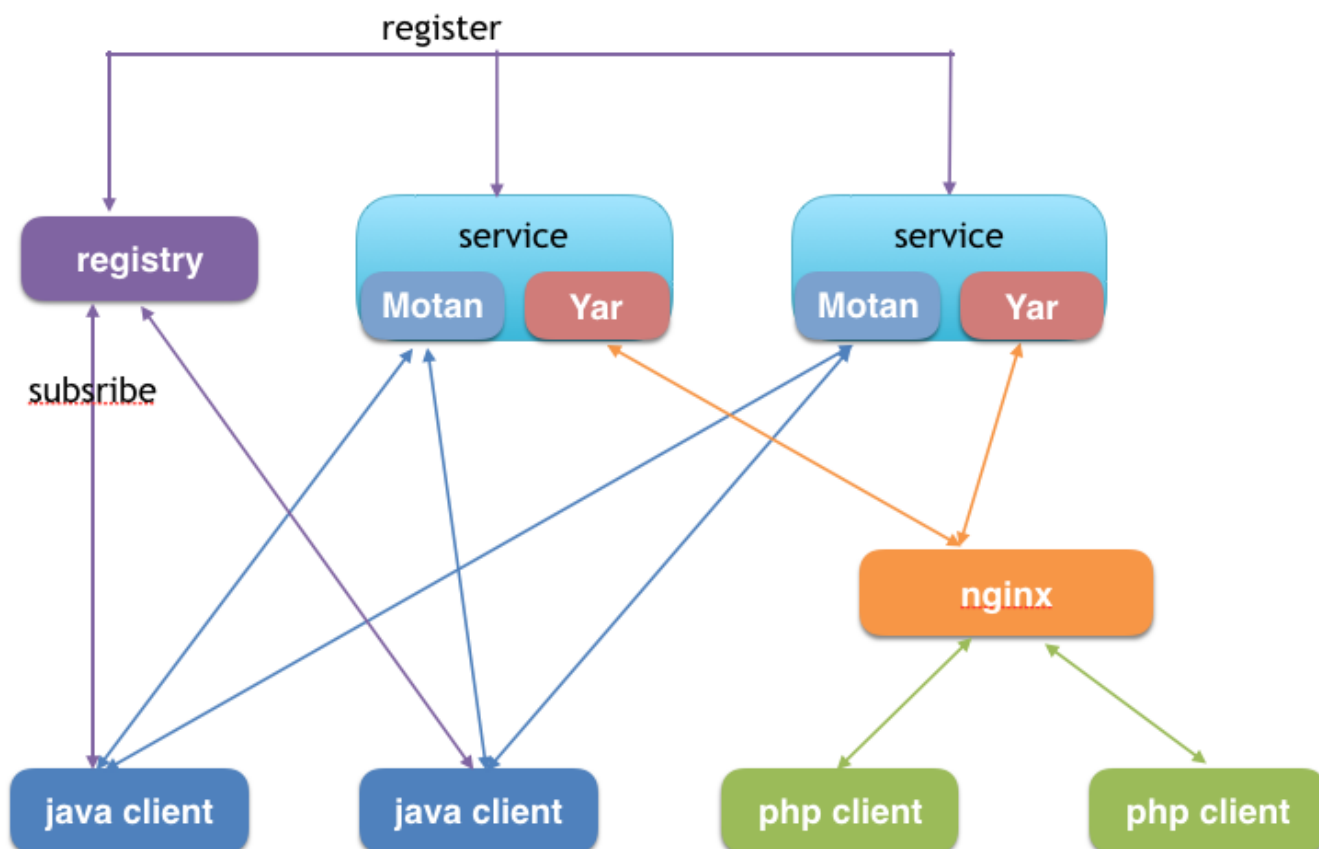 register
registry
service
service
Motan
Yar
Motan
Yar
subsribe
nginx
java client
java client
php client
php client